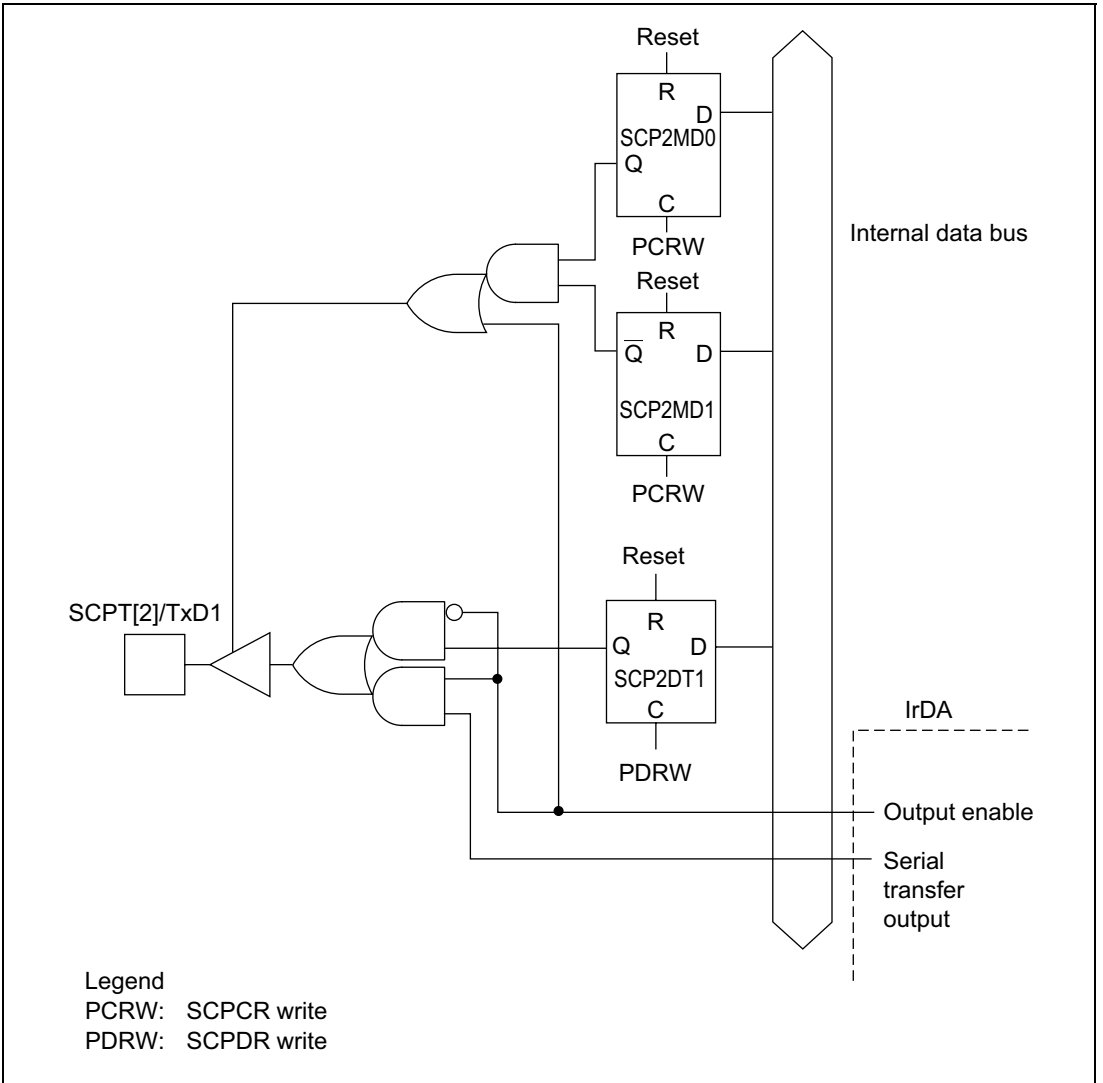 Reset
R
D
SCP2MD0
Q
C
PCRW
Internal data bus
Reset
R
Q̅
D
SCP2MD1
C
PCRW
Reset
SCPT[2]/TxD1
R
Q
D
SCP2DT1
C
IrDA
PDRW
Output enable
Serial
transfer
output
Legend
PCRW: SCPCR write
PDRW: SCPDR write